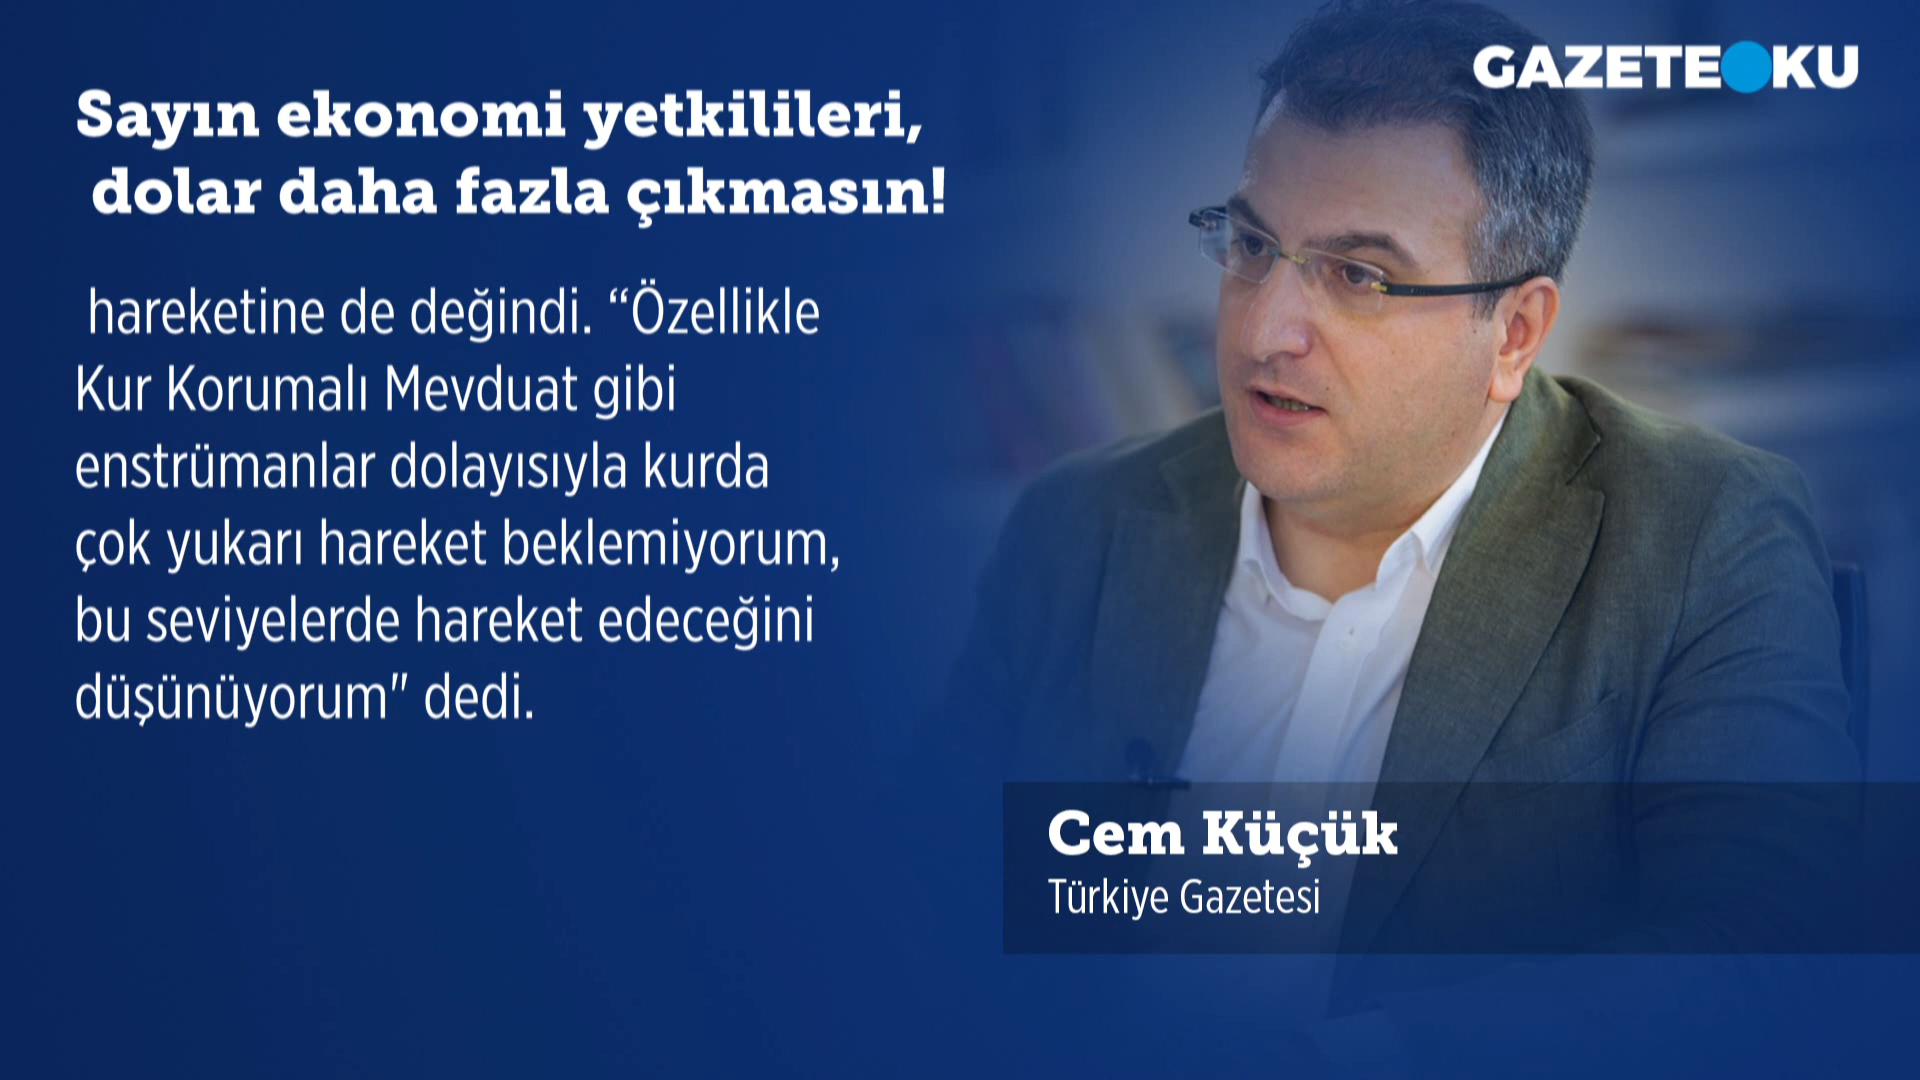 GAZETE KU
Sayın ekonomi yetkilileri,
dolar daha fazla çıkmasın!
hareketine de değindi. “Özellikle
Kur Korumalı Mevduat gibi
enstrümanlar dolayısıyla kurda
çok yukarı hareket beklemiyorum,
bu seviyelerde hareket edeceğini
düşünüyorum" dedi.
Cem Küçük
Türkiye Gazetesi